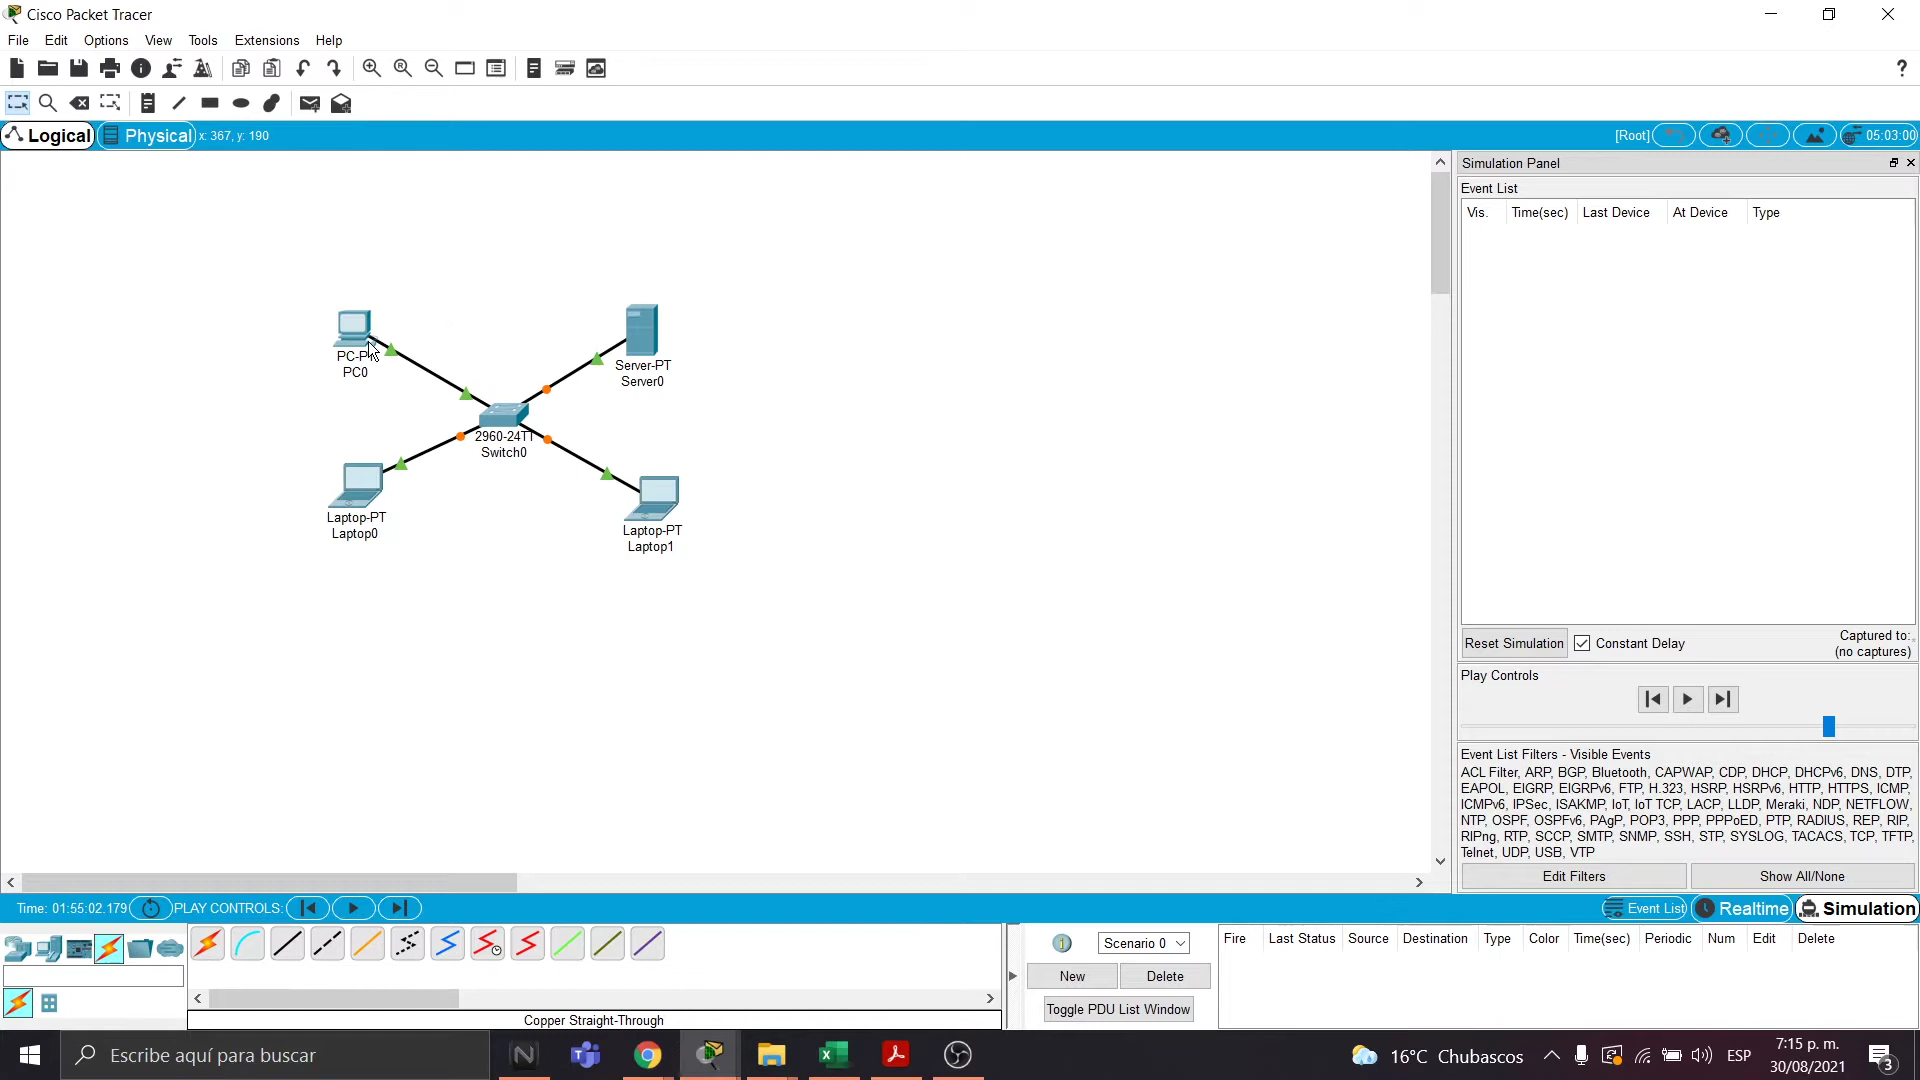 Cisco Packet Tracer
File Edit Options View Tools Extensions Help
?
Logical Physical x: 367, y: 190 [Root] 05:03:00
Simulation Panel
Event List
Vis. Time(sec) Last Device At Device Type
PC0
Server-PT
Server0
2960-24TT
Switch0
Laptop-PT
Laptop0
Laptop-PT
Laptop1
Reset Simulation Constant Delay Captured to:
(no captures)
Play Controls
Event List Filters - Visible Events
ACL Filter, ARP, BGP, Bluetooth, CAPWAP, CDP, DHCP, DHCPv6, DNS, DTP,
EAPOL, EIGRP, EIGRPv6, FTP, H.323, HSRP, HSRPv6, HTTP, HTTPS, ICMP,
ICMPv6, IPSec, ISAKMP, IoT, IoT TCP, LACP, LLDP, Meraki, NDP, NETFLOW,
NTP, OSPF, OSPFv6, PAgP, POP3, PPP, PPPoED, PTP, RADIUS, REP, RIP,
RIPng, RTP, SCCP, SMTP, SNMP, SSH, STP, SYSLOG, TACACS, TCP, TFTP,
Telnet, UDP, USB, VTP
Edit Filters Show All/None
Time: 01:55:02.179 PLAY CONTROLS: Event List Realtime Simulation
Scenario 0
New Delete
Toggle PDU List Window
Fire Last Status Source Destination Type Color Time(sec) Periodic Num Edit Delete
Copper Straight-Through
Escribe aquí para buscar
16°C Chubascos ESP 7:15 p. m.
30/08/2021
3